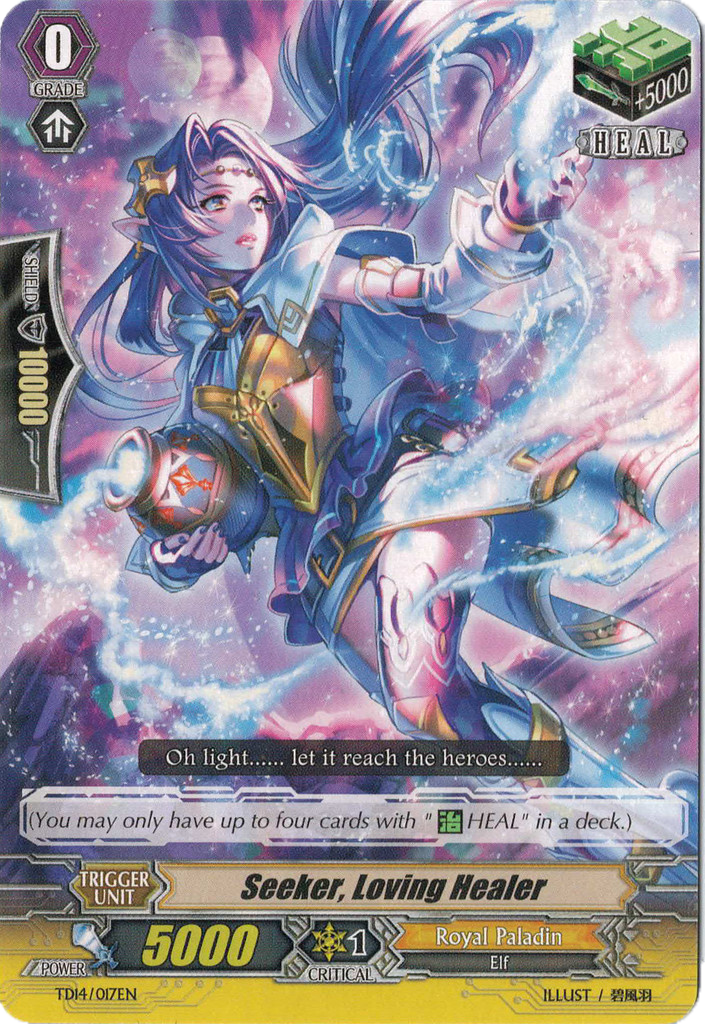 0
GRADE
治
+5000
HEAL
SHIELD
10000
Oh light...... let it reach the heroes......
(You may only have up to four cards with " 治 HEAL" in a deck.)
TRIGGER
UNIT
Seeker, Loving Healer
POWER
5000
1
CRITICAL
Royal Paladin
Elf
TD14/017EN
ILLUST / 碧風羽